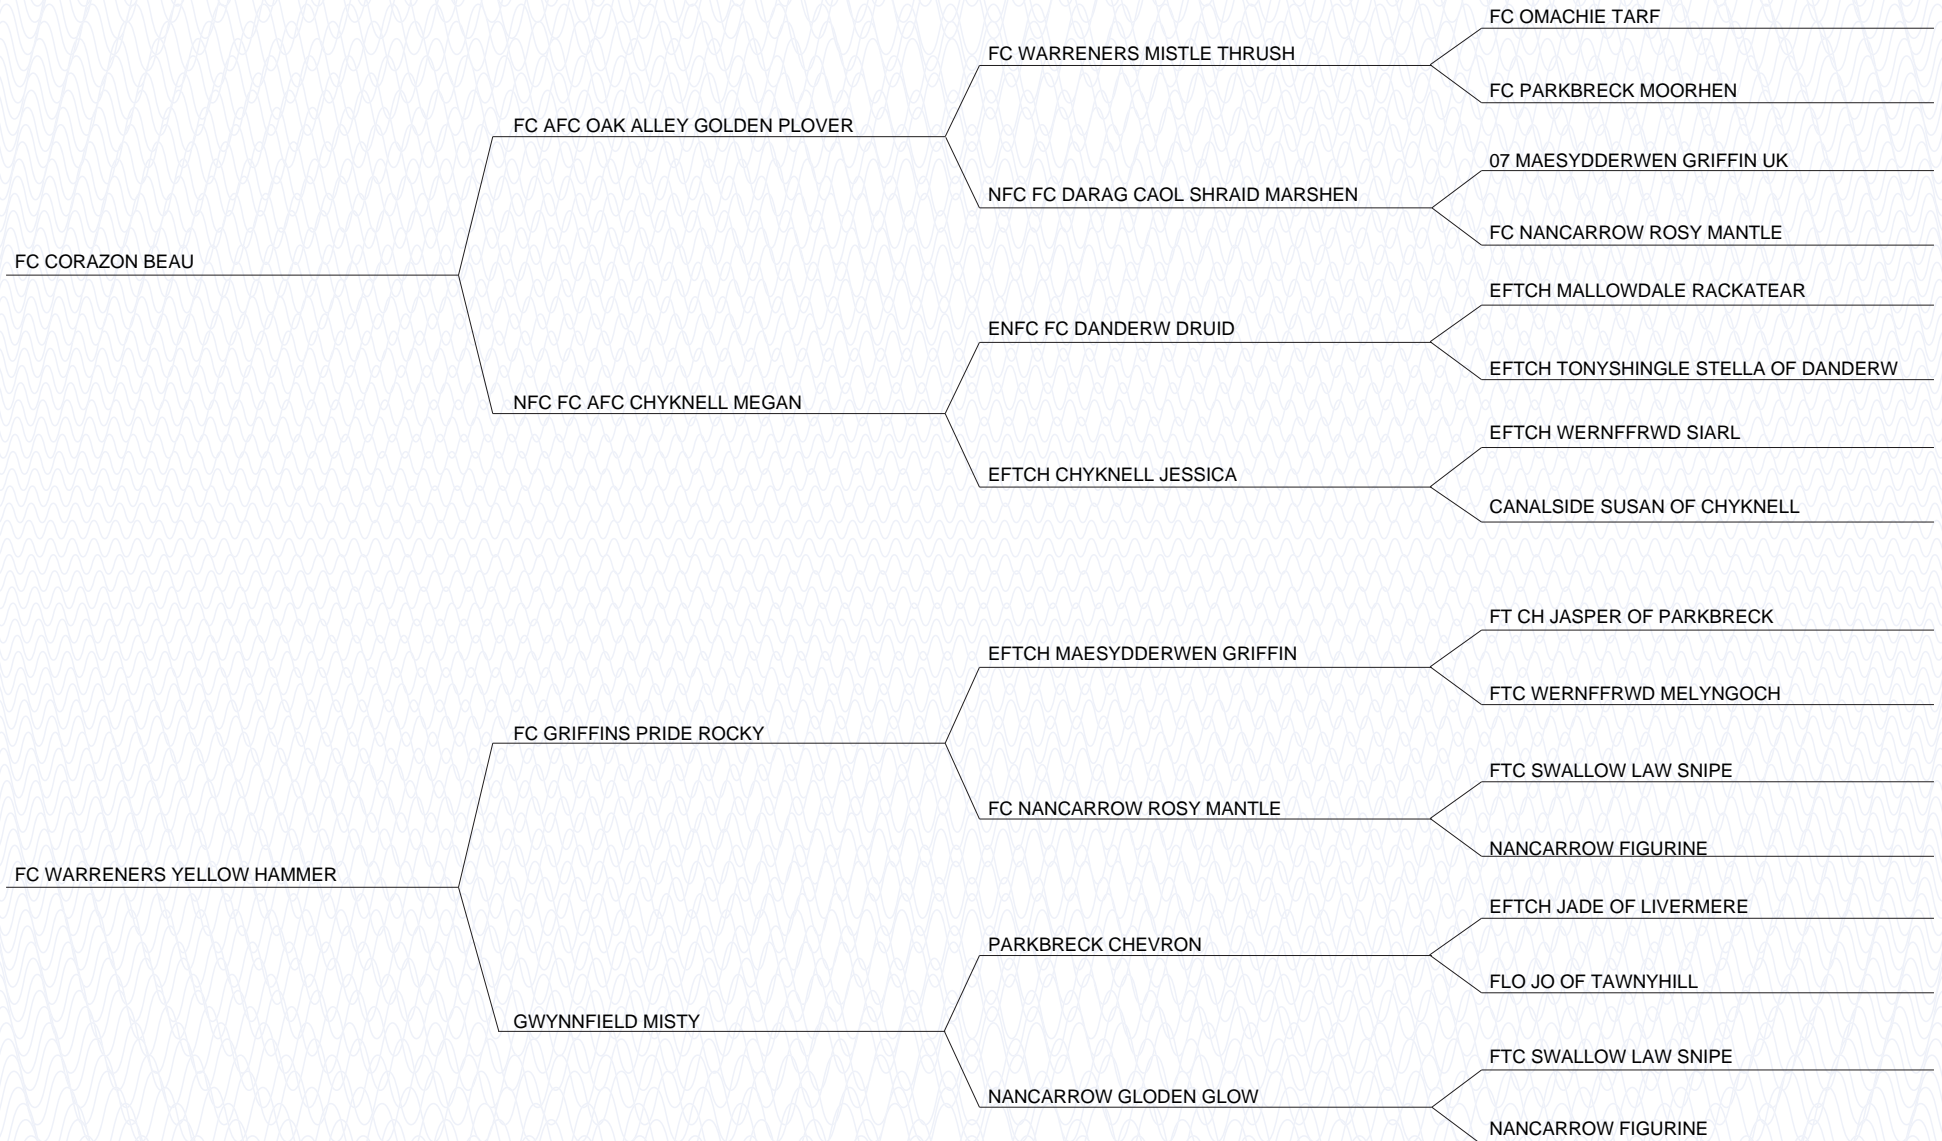 FC OMACHIE TARF
FC WARRENERS MISTLE THRUSH
FC PARKBRECK MOORHEN
FC AFC OAK ALLEY GOLDEN PLOVER
07 MAESYDDERWEN GRIFFIN UK
NFC FC DARAG CAOL SHRAID MARSHEN
FC NANCARROW ROSY MANTLE
FC CORAZON BEAU
EFTCH MALLOWDALE RACKATEAR
ENFC FC DANDERW DRUID
EFTCH TONYSHINGLE STELLA OF DANDERW
NFC FC AFC CHYKNELL MEGAN
EFTCH WERNFFRWD SIARL
EFTCH CHYKNELL JESSICA
CANALSIDE SUSAN OF CHYKNELL
FT CH JASPER OF PARKBRECK
EFTCH MAESYDDERWEN GRIFFIN
FTC WERNFFRWD MELYNGOCH
FC GRIFFINS PRIDE ROCKY
FTC SWALLOW LAW SNIPE
FC NANCARROW ROSY MANTLE
NANCARROW FIGURINE
FC WARRENERS YELLOW HAMMER
EFTCH JADE OF LIVERMERE
PARKBRECK CHEVRON
FLO JO OF TAWNYHILL
GWYNNFIELD MISTY
FTC SWALLOW LAW SNIPE
NANCARROW GLODEN GLOW
NANCARROW FIGURINE